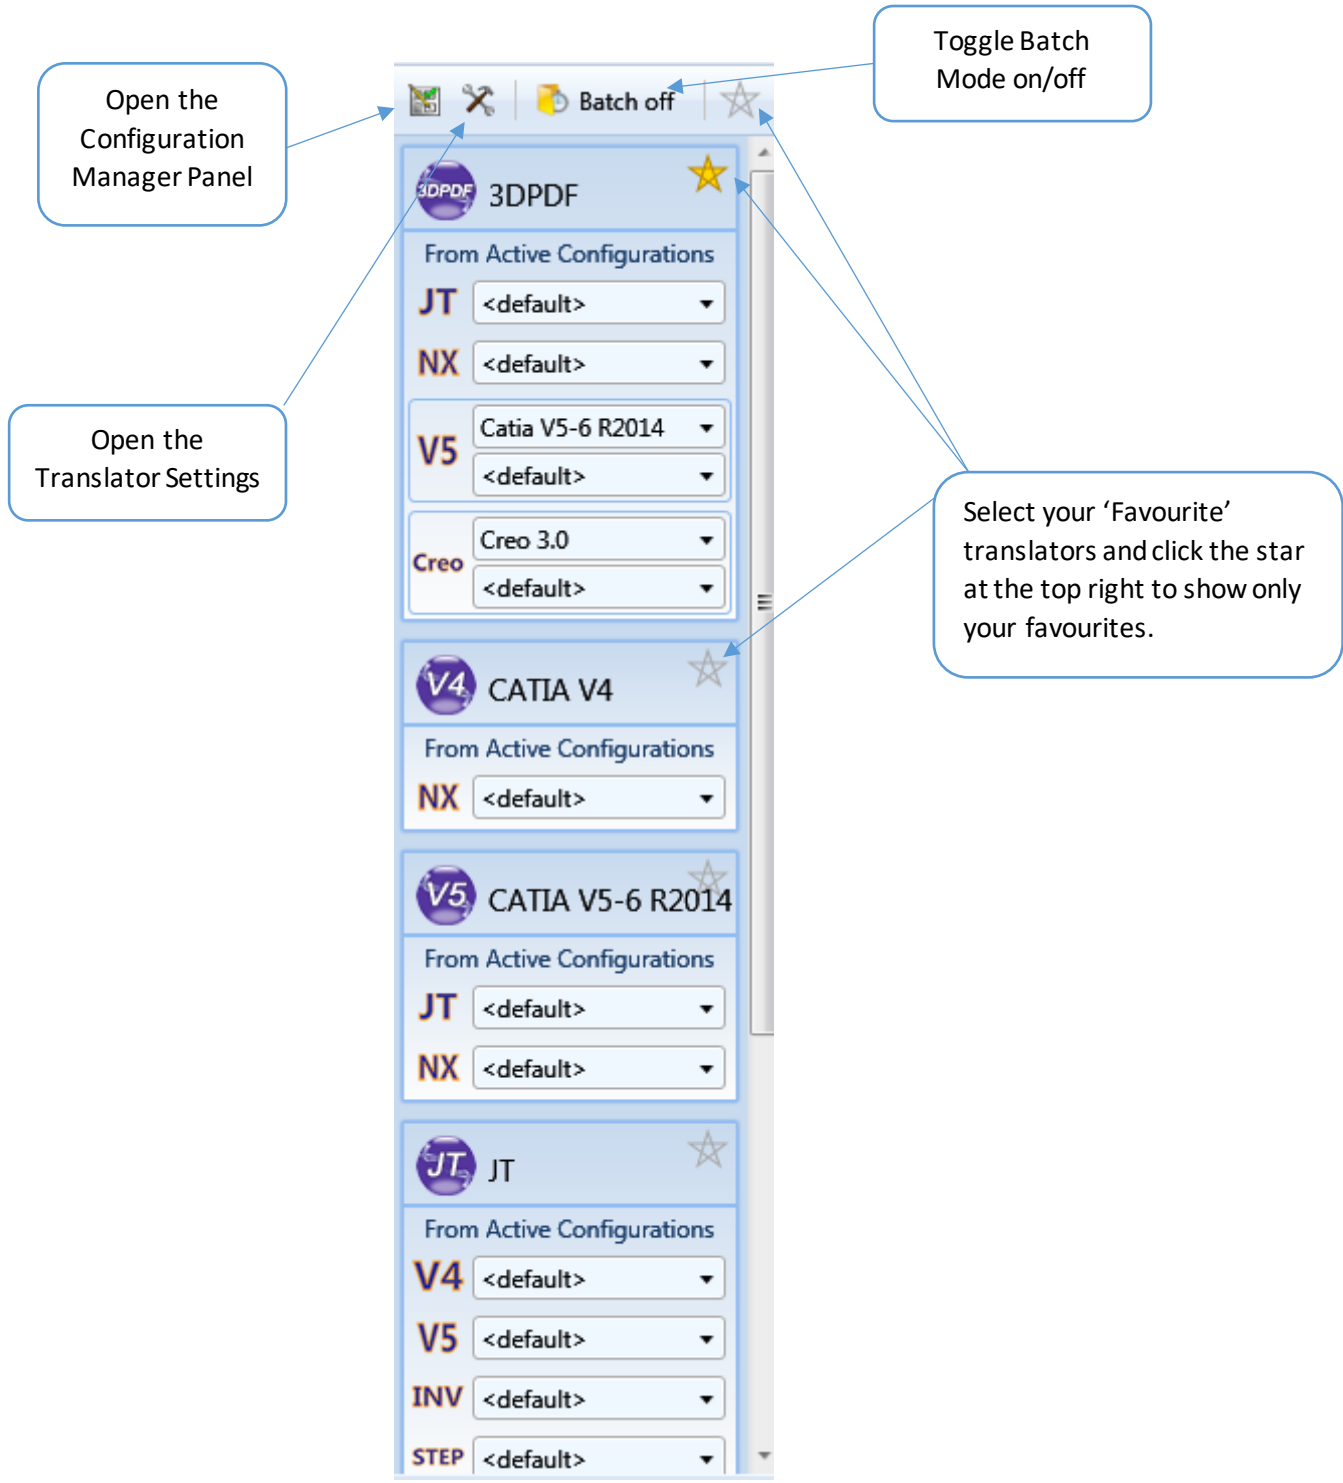 Toggle Batch
Mode on/off
Open the
Configuration
Manager Panel
Batch off
3DPDF
3DPDF
From Active Configurations
JT <default>
NX <default>
V5 Catia V5-6 R2014
<default>
Creo Creo 3.0
<default>
Open the
Translator Settings
Select your ‘Favourite’
translators and click the star
at the top right to show only
your favourites.
V4 CATIA V4
From Active Configurations
NX <default>
V5 CATIA V5-6 R2014
From Active Configurations
JT <default>
NX <default>
JT JT
From Active Configurations
V4 <default>
V5 <default>
INV <default>
STEP <default>